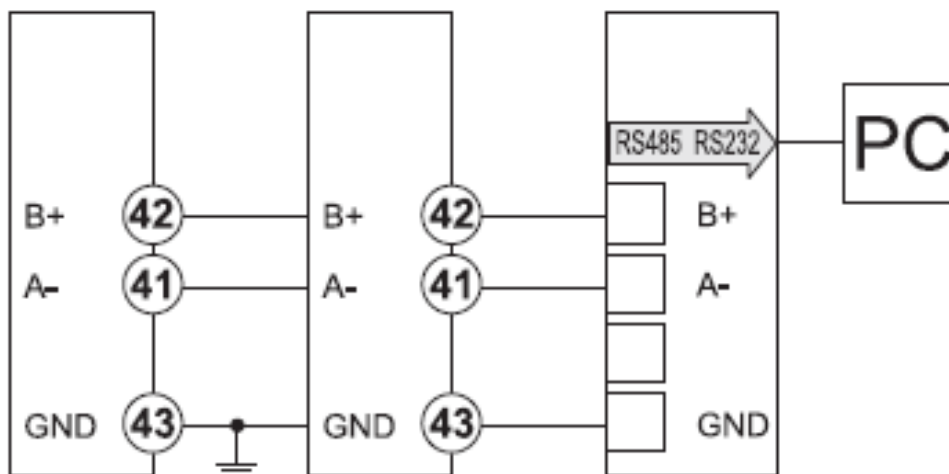 RS485 RS232
PC
B+ 42 B+ 42 B+
A- 41 A- 41 A-
GND 43 GND 43 GND